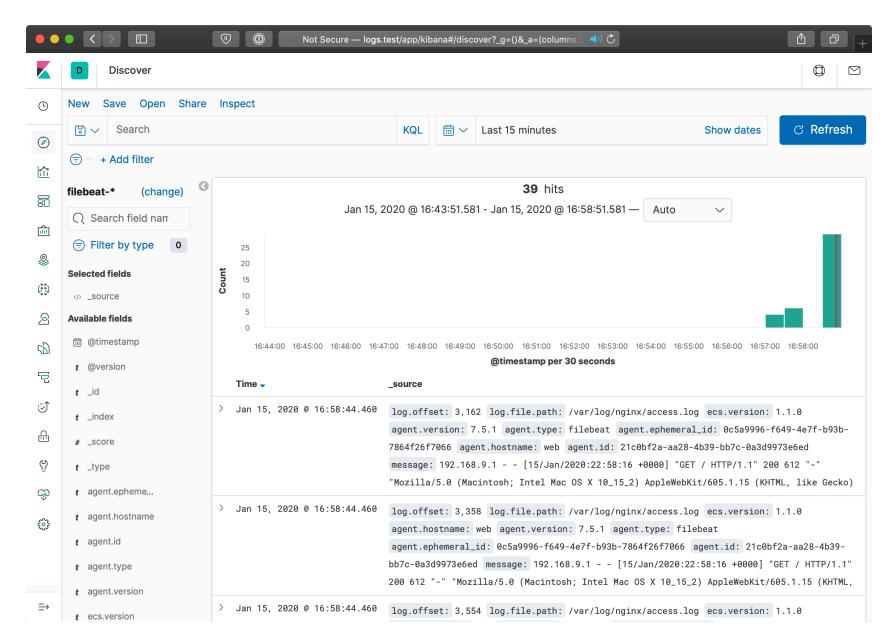 Not Secure — logs.test/app/kibana#/discover?_g=()&_a=(columns:
D Discover
New Save Open Share Inspect
Search KQL Last 15 minutes Show dates Refresh
+ Add filter
filebeat-* (change)
39 hits
Jan 15, 2020 @ 16:43:51.581 - Jan 15, 2020 @ 16:58:51.581 — Auto
Search field nam
Filter by type 0
Selected fields
_source
Available fields
@timestamp
t @version
t _id
t _index
# _score
t _type
t agent.epheme...
t agent.hostname
t agent.id
t agent.type
t agent.version
t ecs.version
Count
25
20
15
10
5
0
16:44:00 16:45:00 16:46:00 16:47:00 16:48:00 16:49:00 16:50:00 16:51:00 16:52:00 16:53:00 16:54:00 16:55:00 16:56:00 16:57:00 16:58:00
@timestamp per 30 seconds
Time _source
Jan 15, 2020 @ 16:58:44.460 log.offset: 3,162 log.file.path: /var/log/nginx/access.log ecs.version: 1.1.0
agent.version: 7.5.1 agent.type: filebeat agent.ephemeral_id: 0c5a9996-f649-4e7f-b93b-
7864f26f7066 agent.hostname: web agent.id: 21c0bf2a-aa28-4b39-bb7c-0a3d9973e6ed
message: 192.168.9.1 - - [15/Jan/2020:22:58:16 +0000] "GET / HTTP/1.1" 200 612 "-"
"Mozilla/5.0 (Macintosh; Intel Mac OS X 10_15_2) AppleWebKit/605.1.15 (KHTML, like Gecko)
Jan 15, 2020 @ 16:58:44.460 log.offset: 3,358 log.file.path: /var/log/nginx/access.log ecs.version: 1.1.0
agent.hostname: web agent.version: 7.5.1 agent.type: filebeat
agent.ephemeral_id: 0c5a9996-f649-4e7f-b93b-7864f26f7066 agent.id: 21c0bf2a-aa28-4b39-
bb7c-0a3d9973e6ed message: 192.168.9.1 - - [15/Jan/2020:22:58:16 +0000] "GET / HTTP/1.1"
200 612 "-" "Mozilla/5.0 (Macintosh; Intel Mac OS X 10_15_2) AppleWebKit/605.1.15 (KHTML,
Jan 15, 2020 @ 16:58:44.460 log.offset: 3,554 log.file.path: /var/log/nginx/access.log ecs.version: 1.1.0